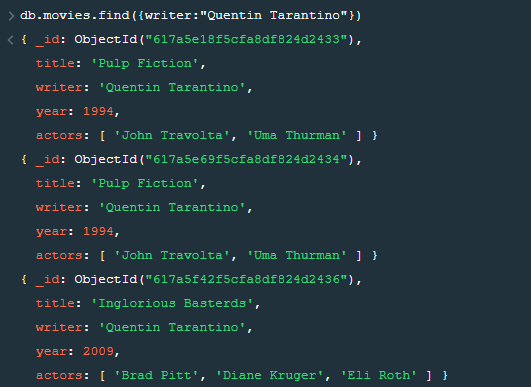 > db.movies.find({writer:"Quentin Tarantino"})
< { _id: ObjectId("617a5e18f5cfa8df824d2433"),
title: 'Pulp Fiction',
writer: 'Quentin Tarantino',
year: 1994,
actors: [ 'John Travolta', 'Uma Thurman' ] }
{ _id: ObjectId("617a5e69f5cfa8df824d2434"),
title: 'Pulp Fiction',
writer: 'Quentin Tarantino',
year: 1994,
actors: [ 'John Travolta', 'Uma Thurman' ] }
{ _id: ObjectId("617a5f42f5cfa8df824d2436"),
title: 'Inglorious Basterds',
writer: 'Quentin Tarantino',
year: 2009,
actors: [ 'Brad Pitt', 'Diane Kruger', 'Eli Roth' ] }